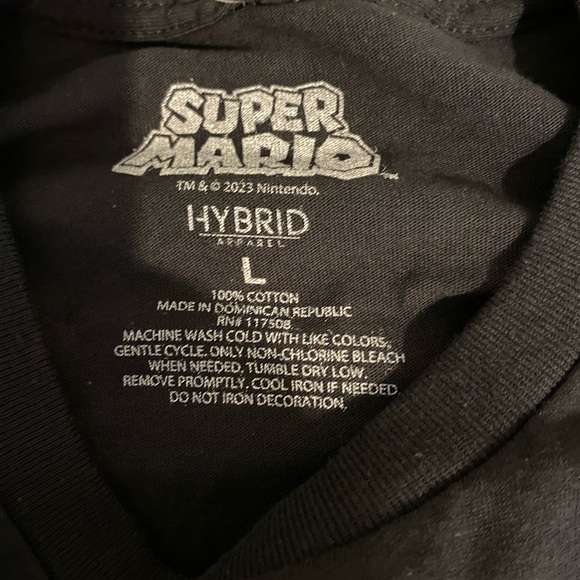 SUPER
MARIO™
TM & © 2023 Nintendo.
HYBRID
APPAREL
L
100% COTTON
MADE IN DOMINICAN REPUBLIC
RN# 117508
MACHINE WASH COLD WITH LIKE COLORS,
GENTLE CYCLE. ONLY NON-CHLORINE BLEACH
WHEN NEEDED. TUMBLE DRY LOW.
REMOVE PROMPTLY. COOL IRON IF NEEDED.
DO NOT IRON DECORATION.